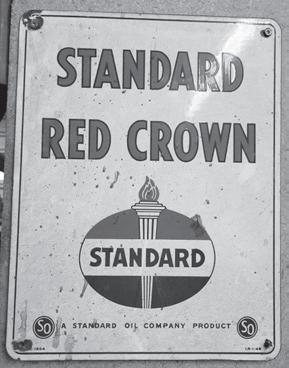 STANDARD
RED CROWN
STANDARD
SO A STANDARD OIL COMPANY PRODUCT SO